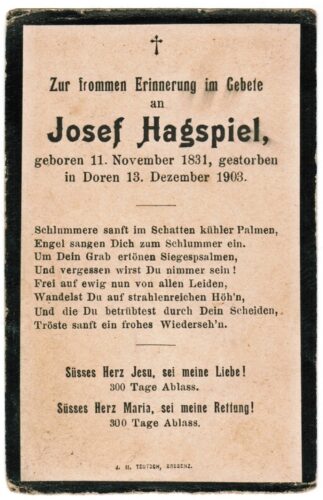 Zur frommen Erinnerung im Gebete
an
Josef Hagspiel,
geboren 11. November 1831, gestorben
in Doren 13. Dezember 1903.
Schlummere sanft im Schatten kühler Palmen,
Engel sangen Dich zum Schlummer ein.
Um Dein Grab ertönen Siegespsalmen,
Und vergessen wirst Du nimmer sein!
Frei auf ewig nun von allen Leiden,
Wandelst Du auf strahlenreichen Höh'n,
Und die Du betrübtest durch Dein Scheiden,
Tröste sanft ein frohes Wiederseh'n.
Süsses Herz Jesu, sei meine Liebe!
300 Tage Ablass.
Süsses Herz Maria, sei meine Rettung!
300 Tage Ablass.
J. N. TEUTSCH, BREGENZ.